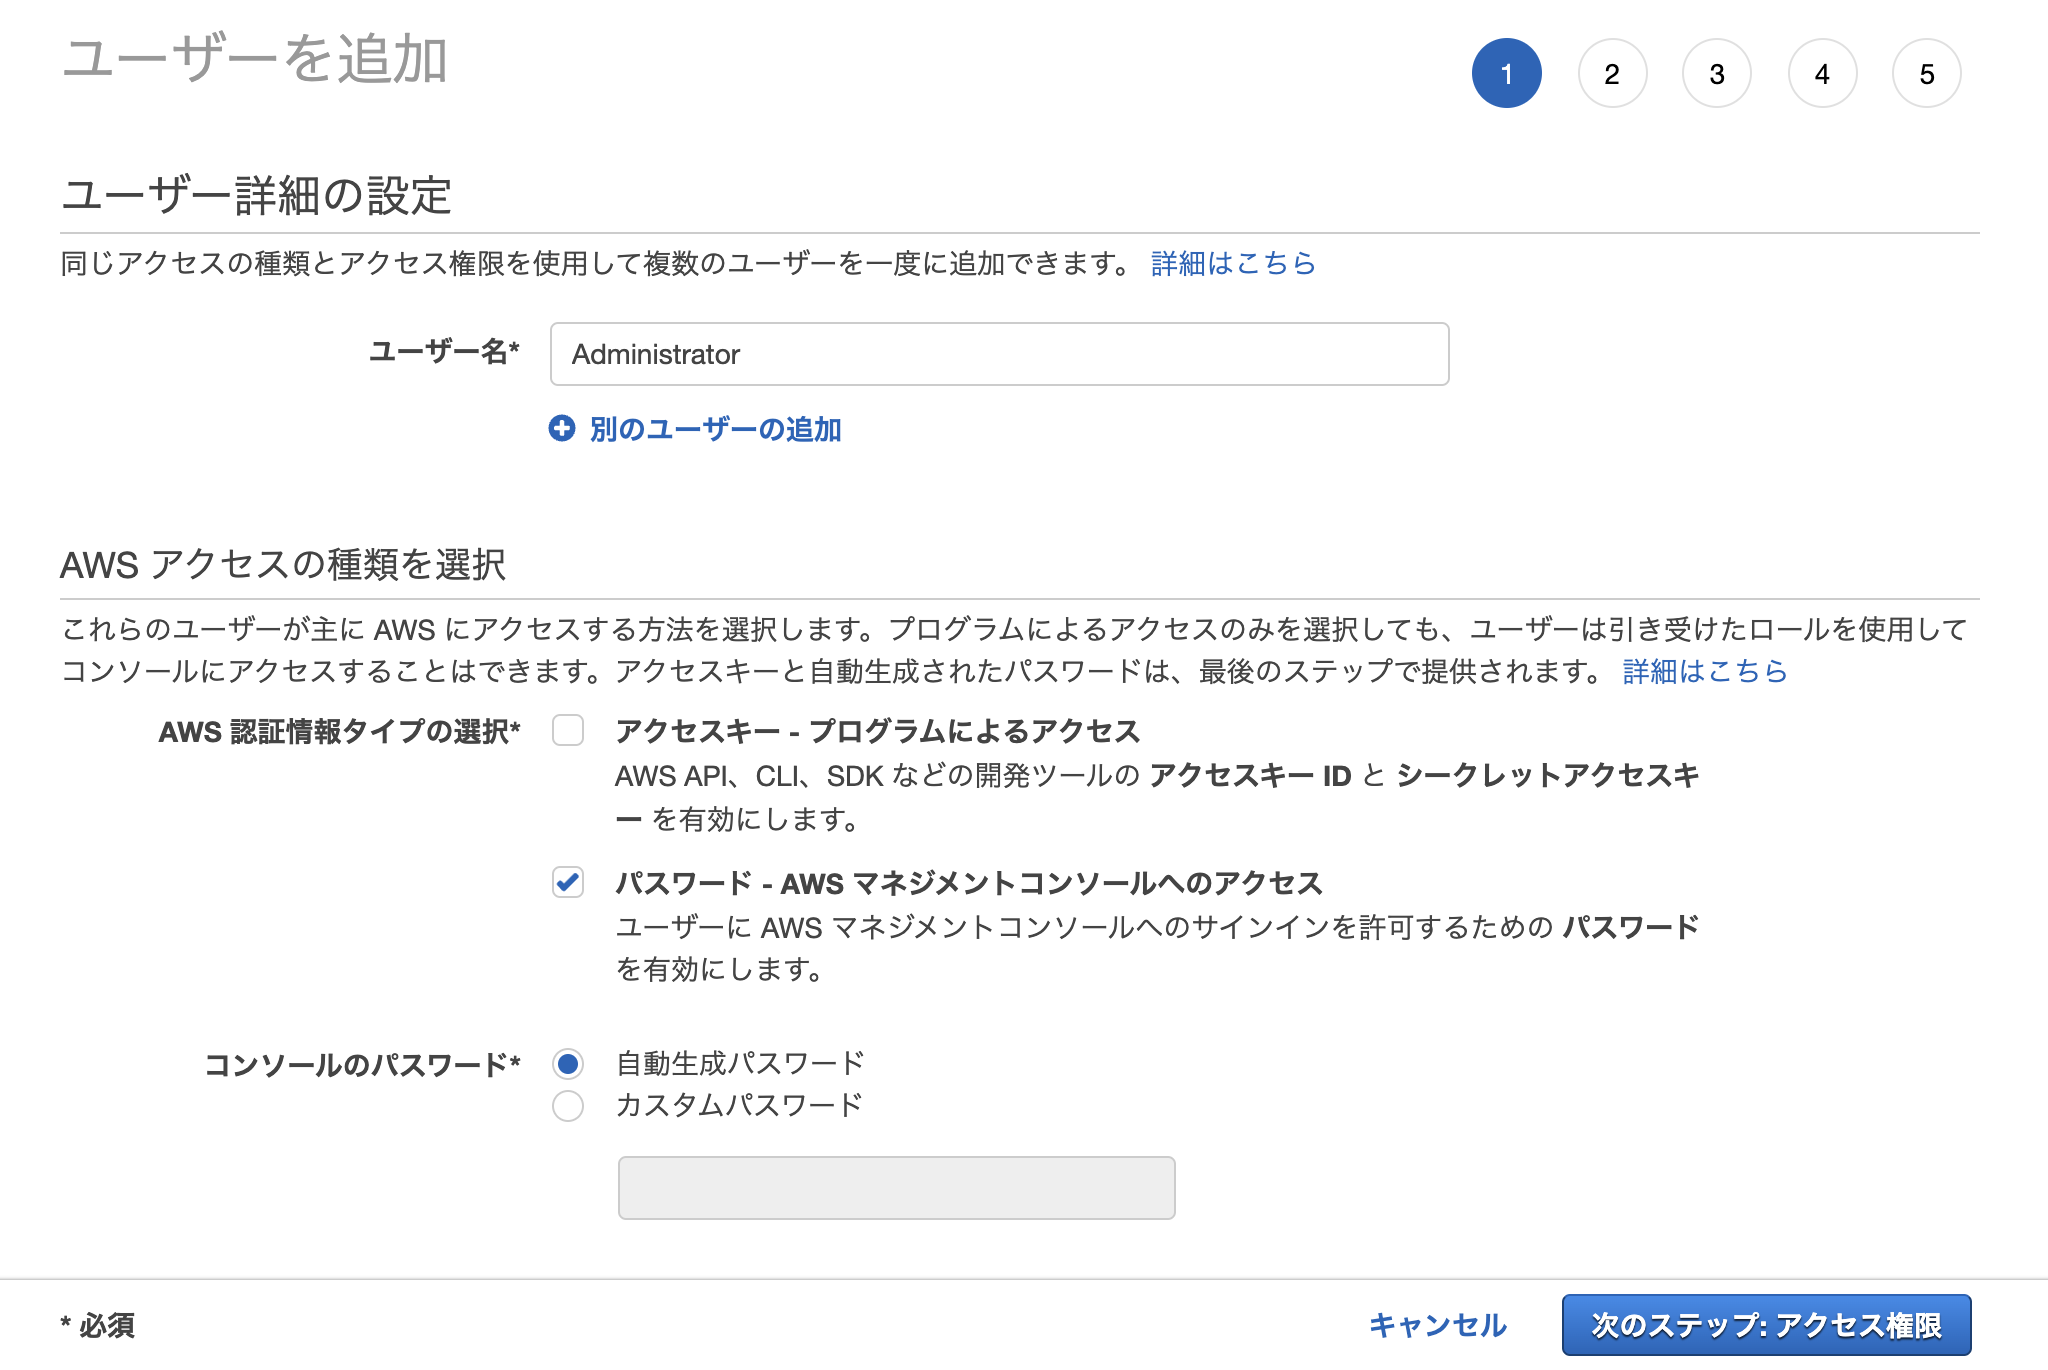 ユーザーを追加
1 2 3 4 5
ユーザー詳細の設定
同じアクセスの種類とアクセス権限を使用して複数のユーザーを一度に追加できます。 詳細はこちら
ユーザー名* Administrator
別のユーザーの追加
AWS アクセスの種類を選択
これらのユーザーが主に AWS にアクセスする方法を選択します。プログラムによるアクセスのみを選択しても、ユーザーは引き受けたロールを使用して
コンソールにアクセスすることはできます。アクセスキーと自動生成されたパスワードは、最後のステップで提供されます。 詳細はこちら
AWS 認証情報タイプの選択* アクセスキー - プログラムによるアクセス
AWS API、CLI、SDK などの開発ツールの アクセスキー ID と シークレットアクセスキ
ー を有効にします。
パスワード - AWS マネジメントコンソールへのアクセス
ユーザーに AWS マネジメントコンソールへのサインインを許可するための パスワード
を有効にします。
コンソールのパスワード* 自動生成パスワード
カスタムパスワード
* 必須 キャンセル 次のステップ: アクセス権限